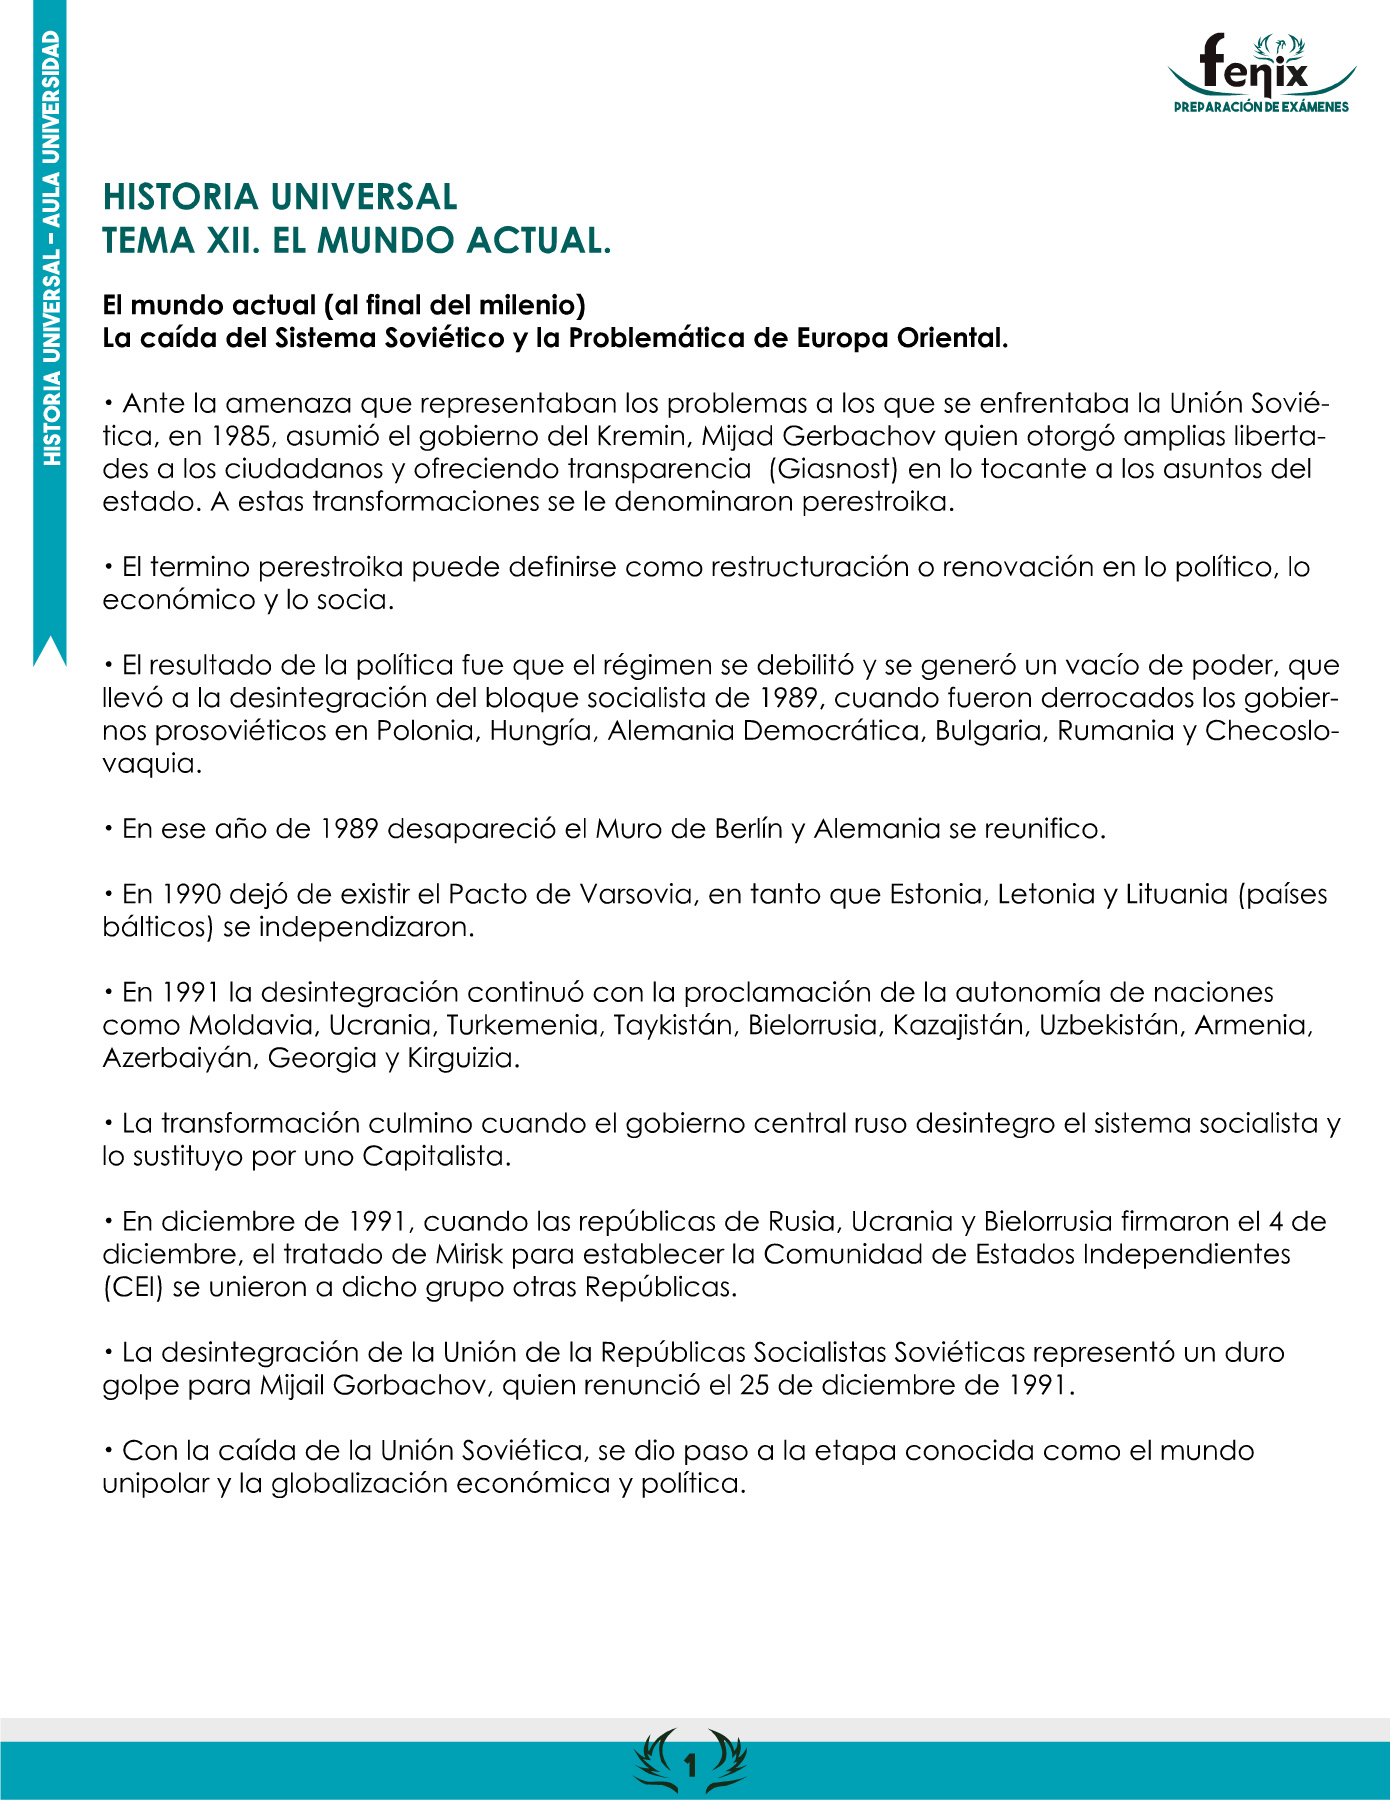 HISTORIA UNIVERSAL – AULA UNIVERSIDAD
fenix
PREPARACIÓN DE EXÁMENES
HISTORIA UNIVERSAL
TEMA XII. EL MUNDO ACTUAL.
El mundo actual (al final del milenio)
La caída del Sistema Soviético y la Problemática de Europa Oriental.
• Ante la amenaza que representaban los problemas a los que se enfrentaba la Unión Sovié-
tica, en 1985, asumió el gobierno del Kremin, Mijad Gerbachov quien otorgó amplias liberta-
des a los ciudadanos y ofreciendo transparencia  (Giasnost) en lo tocante a los asuntos del
estado. A estas transformaciones se le denominaron perestroika.
• El termino perestroika puede definirse como restructuración o renovación en lo político, lo
económico y lo socia.
• El resultado de la política fue que el régimen se debilitó y se generó un vacío de poder, que
llevó a la desintegración del bloque socialista de 1989, cuando fueron derrocados los gobier-
nos prosoviéticos en Polonia, Hungría, Alemania Democrática, Bulgaria, Rumania y Checoslo-
vaquia.
• En ese año de 1989 desapareció el Muro de Berlín y Alemania se reunifico.
• En 1990 dejó de existir el Pacto de Varsovia, en tanto que Estonia, Letonia y Lituania (países
bálticos) se independizaron.
• En 1991 la desintegración continuó con la proclamación de la autonomía de naciones
como Moldavia, Ucrania, Turkemenia, Taykistán, Bielorrusia, Kazajistán, Uzbekistán, Armenia,
Azerbaiyán, Georgia y Kirguizia.
• La transformación culmino cuando el gobierno central ruso desintegro el sistema socialista y
lo sustituyo por uno Capitalista.
• En diciembre de 1991, cuando las repúblicas de Rusia, Ucrania y Bielorrusia firmaron el 4 de
diciembre, el tratado de Mirisk para establecer la Comunidad de Estados Independientes
(CEI) se unieron a dicho grupo otras Repúblicas.
• La desintegración de la Unión de la Repúblicas Socialistas Soviéticas representó un duro
golpe para Mijail Gorbachov, quien renunció el 25 de diciembre de 1991.
• Con la caída de la Unión Soviética, se dio paso a la etapa conocida como el mundo
unipolar y la globalización económica y política.
1